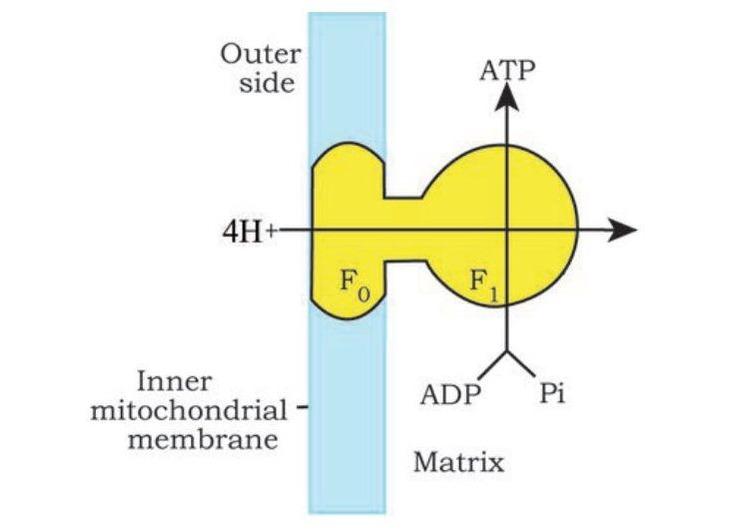 Outer
side
ATP
4H+
F0
F1
ADP
Pi
Inner
mitochondrial
membrane
Matrix